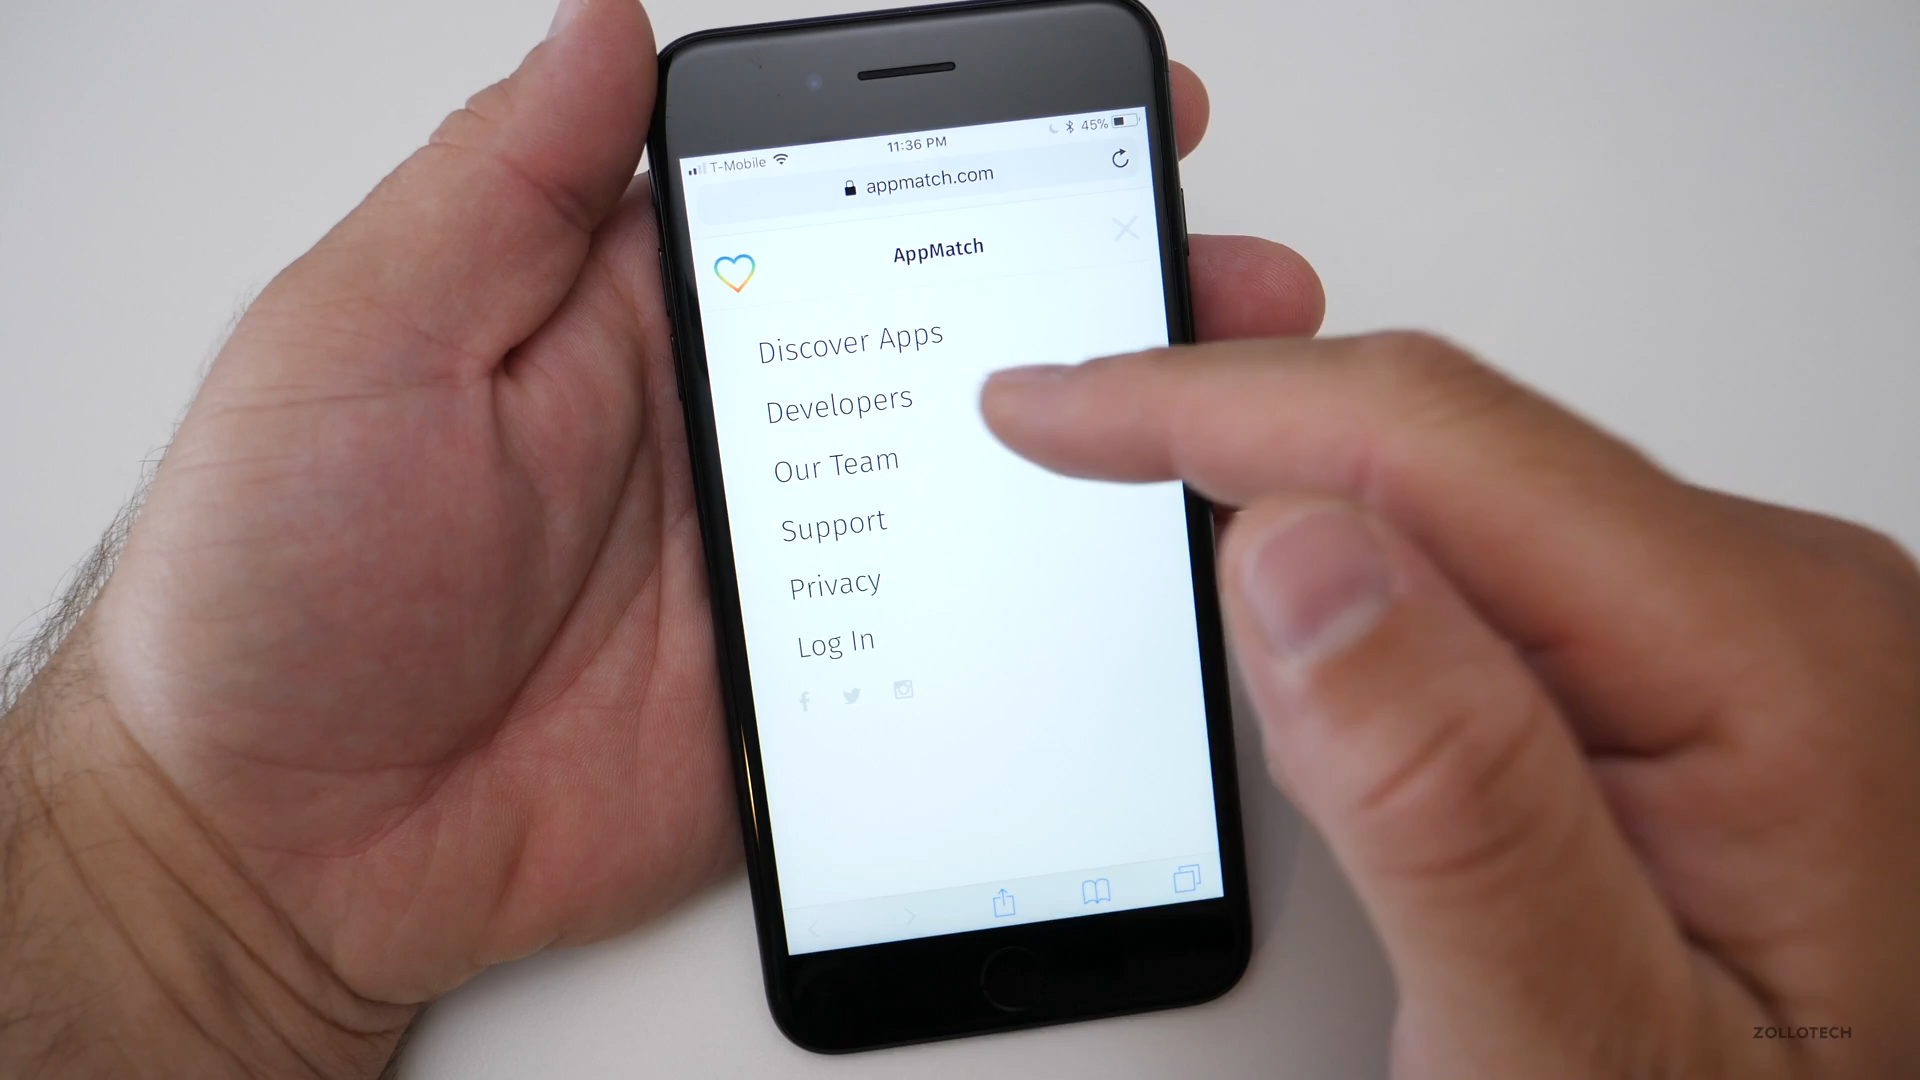 T-Mobile 11:36 PM 45%
appmatch.com
AppMatch
Discover Apps
Developers
Our Team
Support
Privacy
Log In
ZOLLOTECH